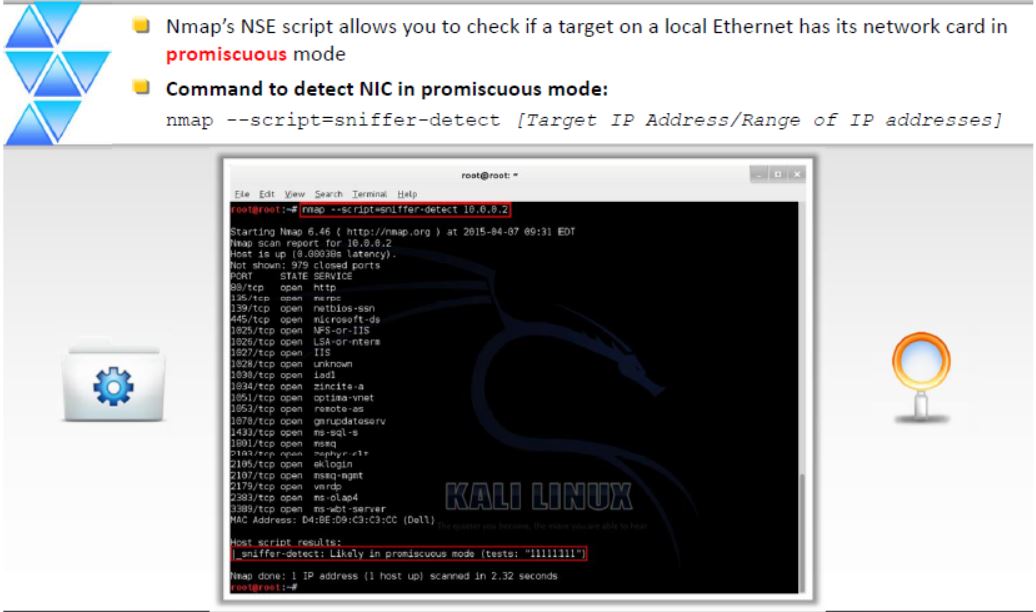 Nmap's NSE script allows you to check if a target on a local Ethernet has its network card in
promiscuous mode
Command to detect NIC in promiscuous mode:
nmap --script=sniffer-detect [Target IP Address/Range of IP addresses]
root@root: ~
File Edit View Search Terminal Help
root@root:~# nmap --script=sniffer-detect 10.0.0.2
Starting Nmap 6.46 ( http://nmap.org ) at 2015-04-07 09:31 EDT
Nmap scan report for 10.0.0.2
Host is up (0.00038s latency).
Not shown: 979 closed ports
PORT STATE SERVICE
80/tcp open http
135/tcp open msrpc
139/tcp open netbios-ssn
445/tcp open microsoft-ds
1025/tcp open NFS-or-IIS
1026/tcp open LSA-or-nterm
1027/tcp open IIS
1028/tcp open unknown
1030/tcp open iad1
1034/tcp open zincite-a
1051/tcp open optima-vnet
1053/tcp open remote-as
1070/tcp open gmrupdateserv
1433/tcp open ms-sql-s
1801/tcp open msmq
2103/tcp open zephyr-clt
2105/tcp open eklogin
2107/tcp open msmq-mgmt
2179/tcp open vmrdp
2383/tcp open ms-olap4
3389/tcp open ms-wbt-server
MAC Address: D4:BE:D9:C3:C3:CC (Dell)
KALI LINUX
The quieter you become, the more you are able to hear
Host script results:
|_sniffer-detect: Likely in promiscuous mode (tests: "11111111")
Nmap done: 1 IP address (1 host up) scanned in 2.32 seconds
root@root:~#